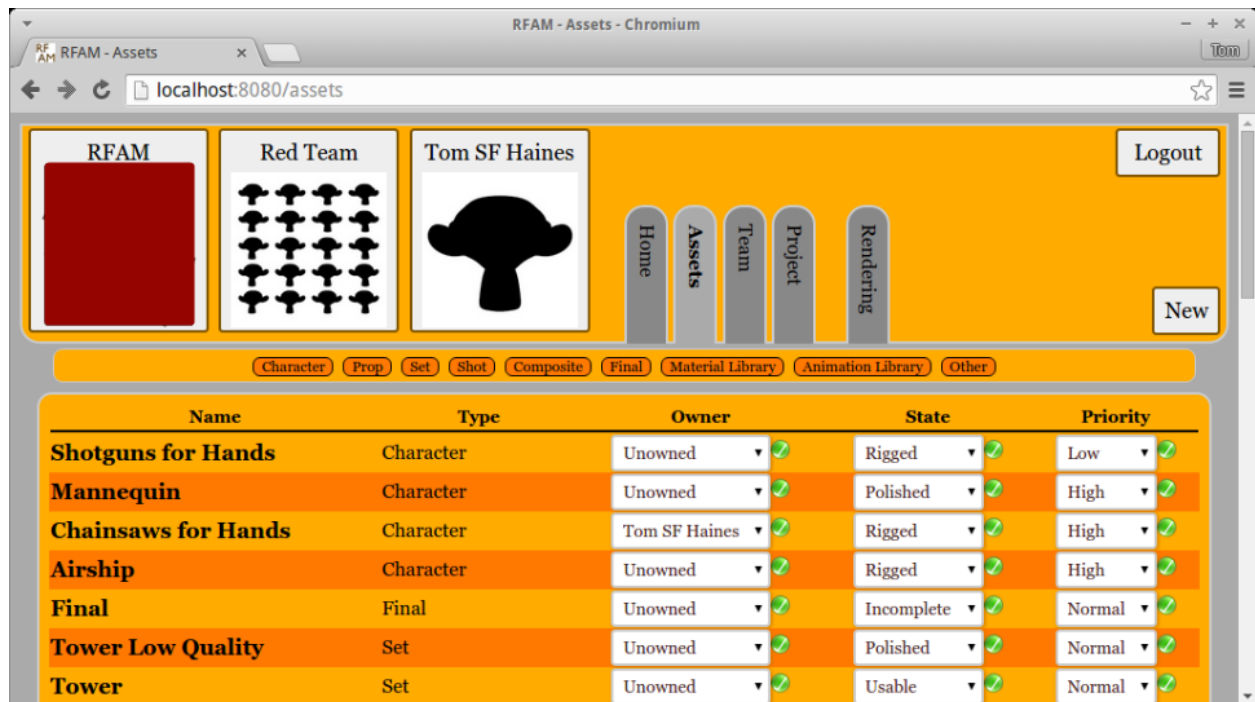 RFAM - Assets - Chromium
RFAM - Assets
Tom
localhost:8080/assets
RFAM
Red Team
Tom SF Haines
Logout
Home
Assets
Team
Project
Rendering
New
Character Prop Set Shot Composite Final Material Library Animation Library Other
Name Type Owner State Priority
Shotguns for Hands Character Unowned Rigged Low
Mannequin Character Unowned Polished High
Chainsaws for Hands Character Tom SF Haines Rigged High
Airship Character Unowned Rigged High
Final Final Unowned Incomplete Normal
Tower Low Quality Set Unowned Polished Normal
Tower Set Unowned Usable Normal